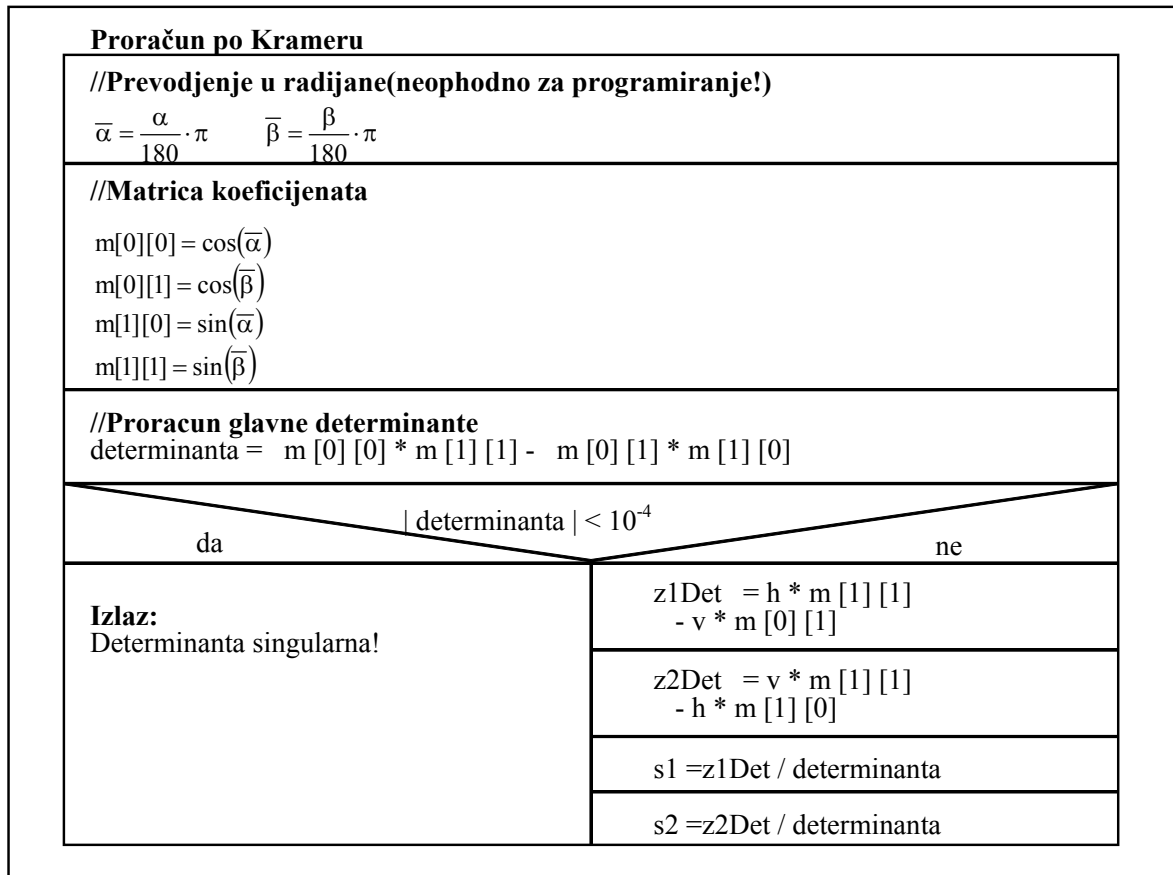 Proračun po Krameru
//Prevodjenje u radijane(neophodno za programiranje!)
α̅ = α/180 · π    β̅ = β/180 · π
//Matrica koeficijenata
m[0][0] = cos(α̅)
m[0][1] = cos(β̅)
m[1][0] = sin(α̅)
m[1][1] = sin(β̅)
//Proracun glavne determinante
determinanta = m [0] [0] * m [1] [1] - m [0] [1] * m [1] [0]
| determinanta | < 10⁻⁴
da
ne
Izlaz:
Determinanta singularna!
z1Det = h * m [1] [1]
- v * m [0] [1]
z2Det = v * m [1] [1]
- h * m [1] [0]
s1 =z1Det / determinanta
s2 =z2Det / determinanta